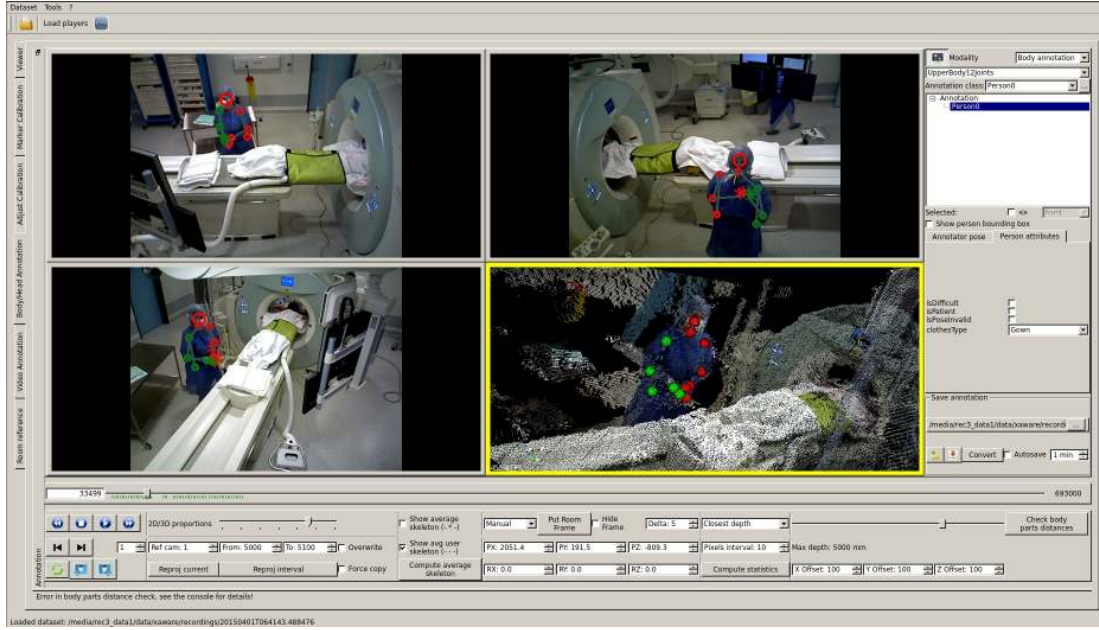 Dataset Tools ?
Load players
Viewer
Marker Calibration
Adjust Calibration
Body/Head Annotation
Video Annotation
Room reference
Modality Body annotation
UpperBody12Joints
Annotation class: Person0 ...
Annotation
Person0
Selected: <> Front
Show person bounding box
Annotator pose Person attributes
isDifficult
isPatient
isPoseInvalid
clothesType Gown
Save annotation
/media/rec3_data1/data/xaware/recordi ...
Convert Autosave 1 min
33499 693000
Annotation
2D/3D proportions
Show average skeleton (- * -)
Manual
Put Room Frame
Hide Frame
Delta: 5
Closest depth
Check body parts distances
1 Ref cam: 1 From: 5000 To: 5100 Overwrite
Show avg user skeleton (- - -)
PX: 2051.4 PY: 191.5 PZ: -809.3 Pixels interval: 10 Max depth: 5000 mm
Reproj current Reproj interval Force copy
Compute average skeleton
RX: 0.0 RY: 0.0 RZ: 0.0 Compute statistics X Offset: 100 Y Offset: 100 Z Offset: 100
Error in body parts distance check, see the console for details!
Loaded dataset: /media/rec3_data1/data/xaware/recordings/20150401T064143.488476